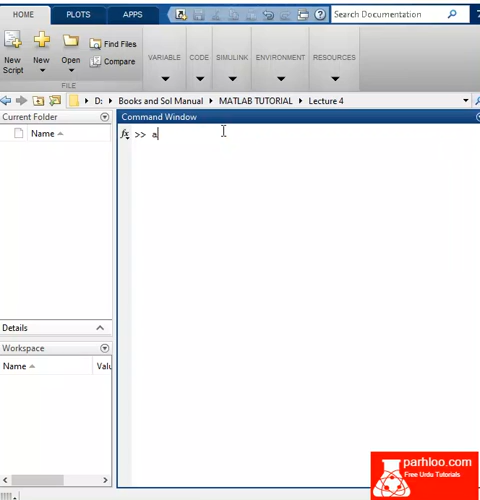 HOME PLOTS APPS Search Documentation ?
New Script New Open Find Files Compare
FILE VARIABLE CODE SIMULINK ENVIRONMENT RESOURCES
D: Books and Sol Manual MATLAB TUTORIAL Lecture 4
Current Folder Command Window
Name fx >> a
Details
Workspace
Name Valu
parhloo.com
Free Urdu Tutorials